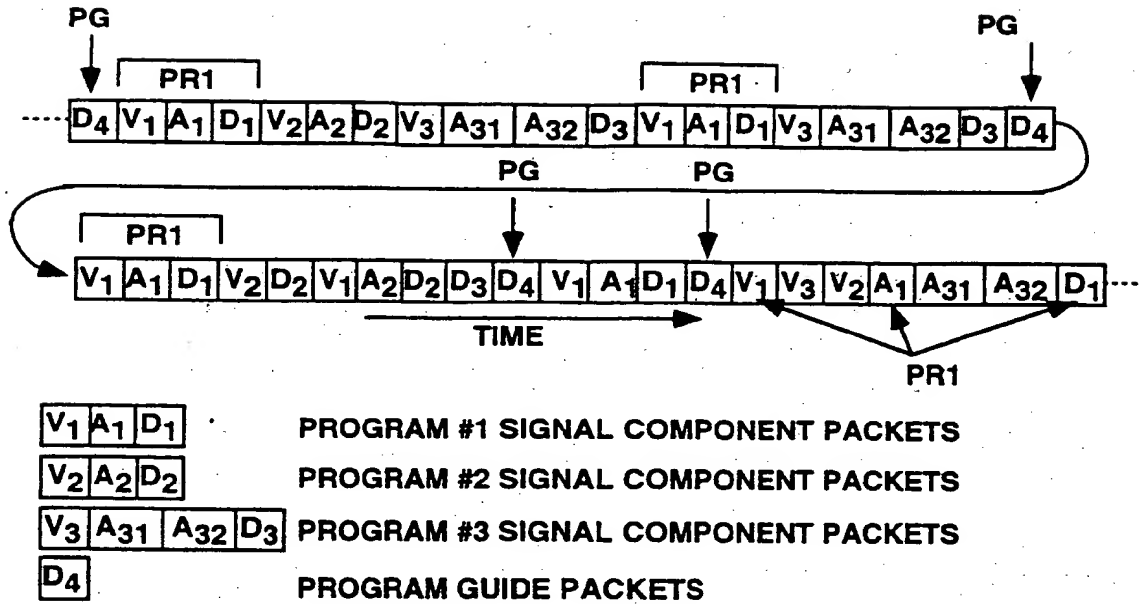 PG
PG
PR1
PR1
D4 V1 A1 D1 V2 A2 D2 V3 A31 A32 D3 V1 A1 D1 V3 A31 A32 D3 D4
PG
PG
PR1
V1 A1 D1 V2 D2 V1 A2 D2 D3 D4 V1 A1 D1 D4 V1 V3 V2 A1 A31 A32 D1
TIME
PR1
V1 A1 D1 PROGRAM #1 SIGNAL COMPONENT PACKETS
V2 A2 D2 PROGRAM #2 SIGNAL COMPONENT PACKETS
V3 A31 A32 D3 PROGRAM #3 SIGNAL COMPONENT PACKETS
D4 PROGRAM GUIDE PACKETS